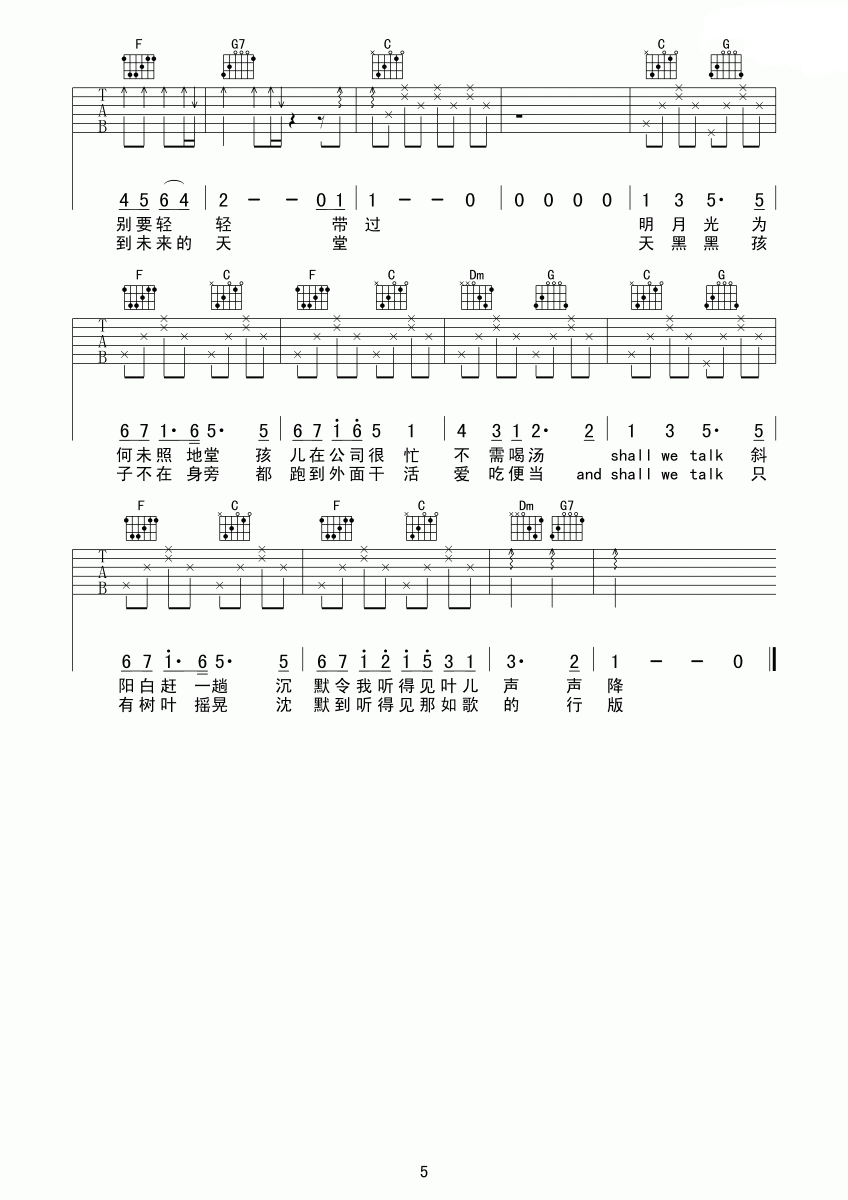 F G7 C C G
T
A
B
4 5 6 4 | 2 - - 0 1 | 1 - - 0 | 0 0 0 0 | 1 3 5· 5
别要轻 轻 带过 明月光 为
到未来的 天 堂 天黑黑 孩
F C F C Dm G C G
T
A
B
6 7 1· 6 5· 5 | 6 7 1 6 5 1 | 4 3 1 2· 2 | 1 3 5· 5
何未照 地堂 孩 儿在公司很 忙 不 需喝汤 shall we talk 斜
子不在 身旁 都 跑到外面干 活 爱 吃便当 and shall we talk 只
F C F C Dm G7
T
A
B
6 7 1· 6 5· 5 | 6 7 1 2 1 5 3 1 | 3· 2 | 1 - - 0
阳白赶 一趟 沉 默令我听得见叶儿 声 声 降
有树叶 摇晃 沈 默到听得见那如歌 的 行 版
5